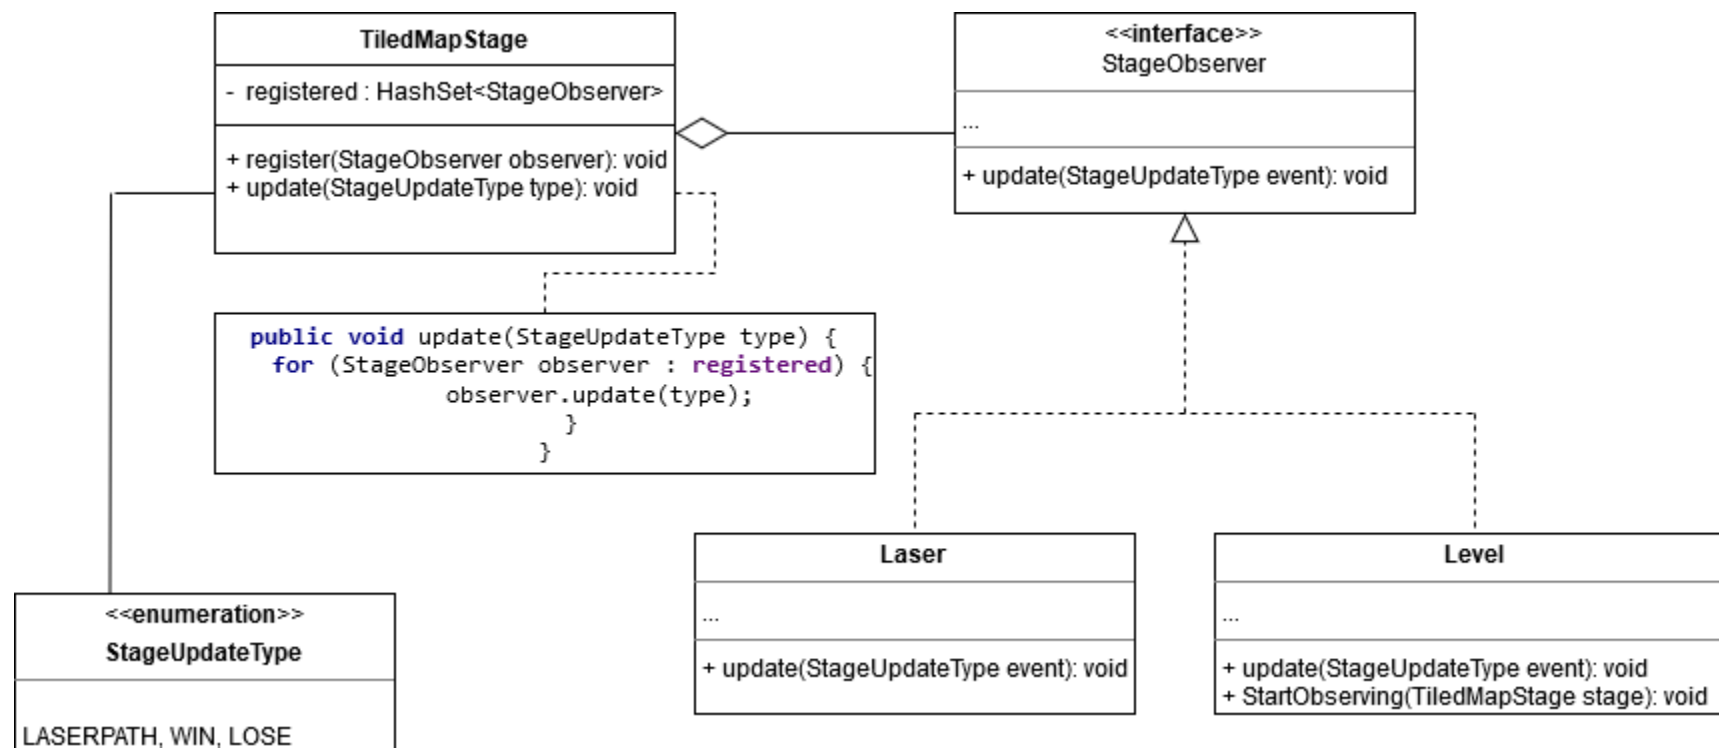 TiledMapStage
- registered : HashSet<StageObserver>
+ register(StageObserver observer): void
+ update(StageUpdateType type): void
<<interface>>
StageObserver
...
+ update(StageUpdateType event): void
public void update(StageUpdateType type) {
for (StageObserver observer : registered) {
observer.update(type);
}
}
<<enumeration>>
StageUpdateType
LASERPATH, WIN, LOSE
Laser
...
+ update(StageUpdateType event): void
Level
...
+ update(StageUpdateType event): void
+ StartObserving(TiledMapStage stage): void